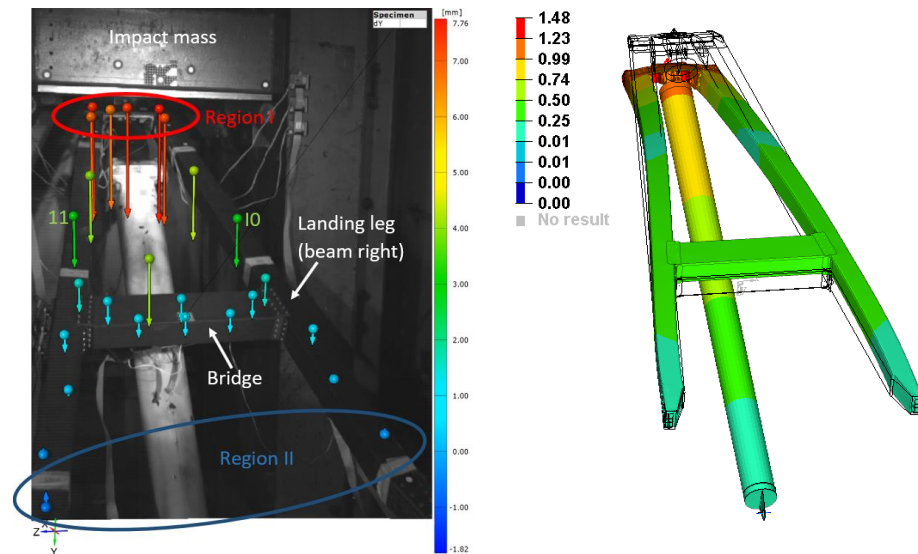 Specimen
dY
[mm]
7.76
7.00
6.00
5.00
4.00
3.00
2.00
1.00
0.00
-1.00
-1.82
Impact mass
Region I
11
10
Landing leg
(beam right)
Bridge
Region II
Z
Y
1.48
1.23
0.99
0.74
0.50
0.25
0.01
0.01
0.00
0.00
No result